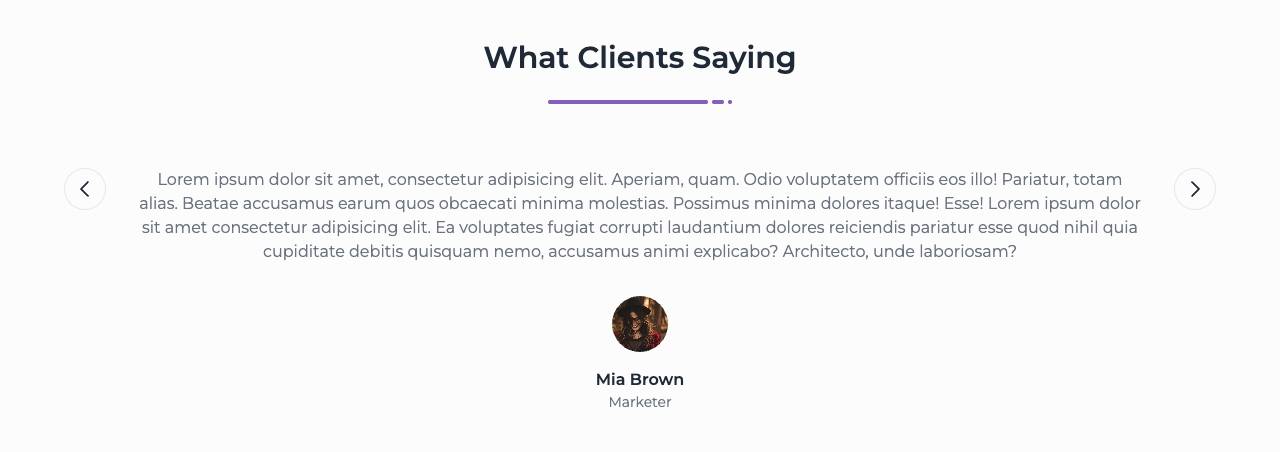 What Clients Saying
Lorem ipsum dolor sit amet, consectetur adipisicing elit. Aperiam, quam. Odio voluptatem officiis eos illo! Pariatur, totam
alias. Beatae accusamus earum quos obcaecati minima molestias. Possimus minima dolores itaque! Esse! Lorem ipsum dolor
sit amet consectetur adipisicing elit. Ea voluptates fugiat corrupti laudantium dolores reiciendis pariatur esse quod nihil quia
cupiditate debitis quisquam nemo, accusamus animi explicabo? Architecto, unde laboriosam?
Mia Brown
Marketer